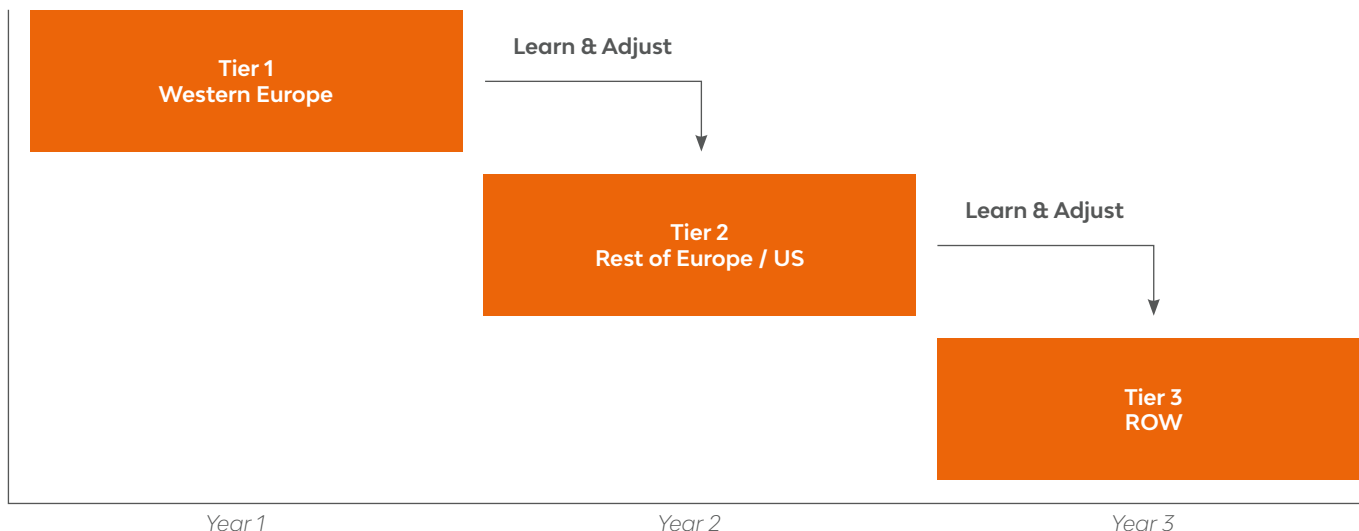 Tier 1
Western Europe
Learn & Adjust
Tier 2
Rest of Europe / US
Learn & Adjust
Tier 3
ROW
Year 1
Year 2
Year 3